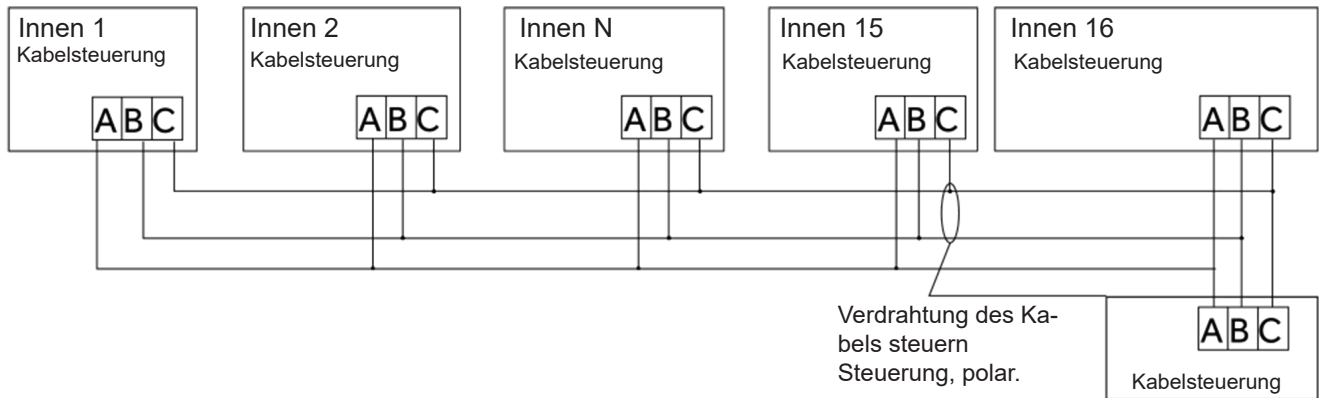 Innen 1
Kabelsteuerung
A B C
Innen 2
Kabelsteuerung
A B C
Innen N
Kabelsteuerung
A B C
Innen 15
Kabelsteuerung
A B C
Innen 16
Kabelsteuerung
A B C
Verdrahtung des Ka-
bels steuern
Steuerung, polar.
A B C
Kabelsteuerung